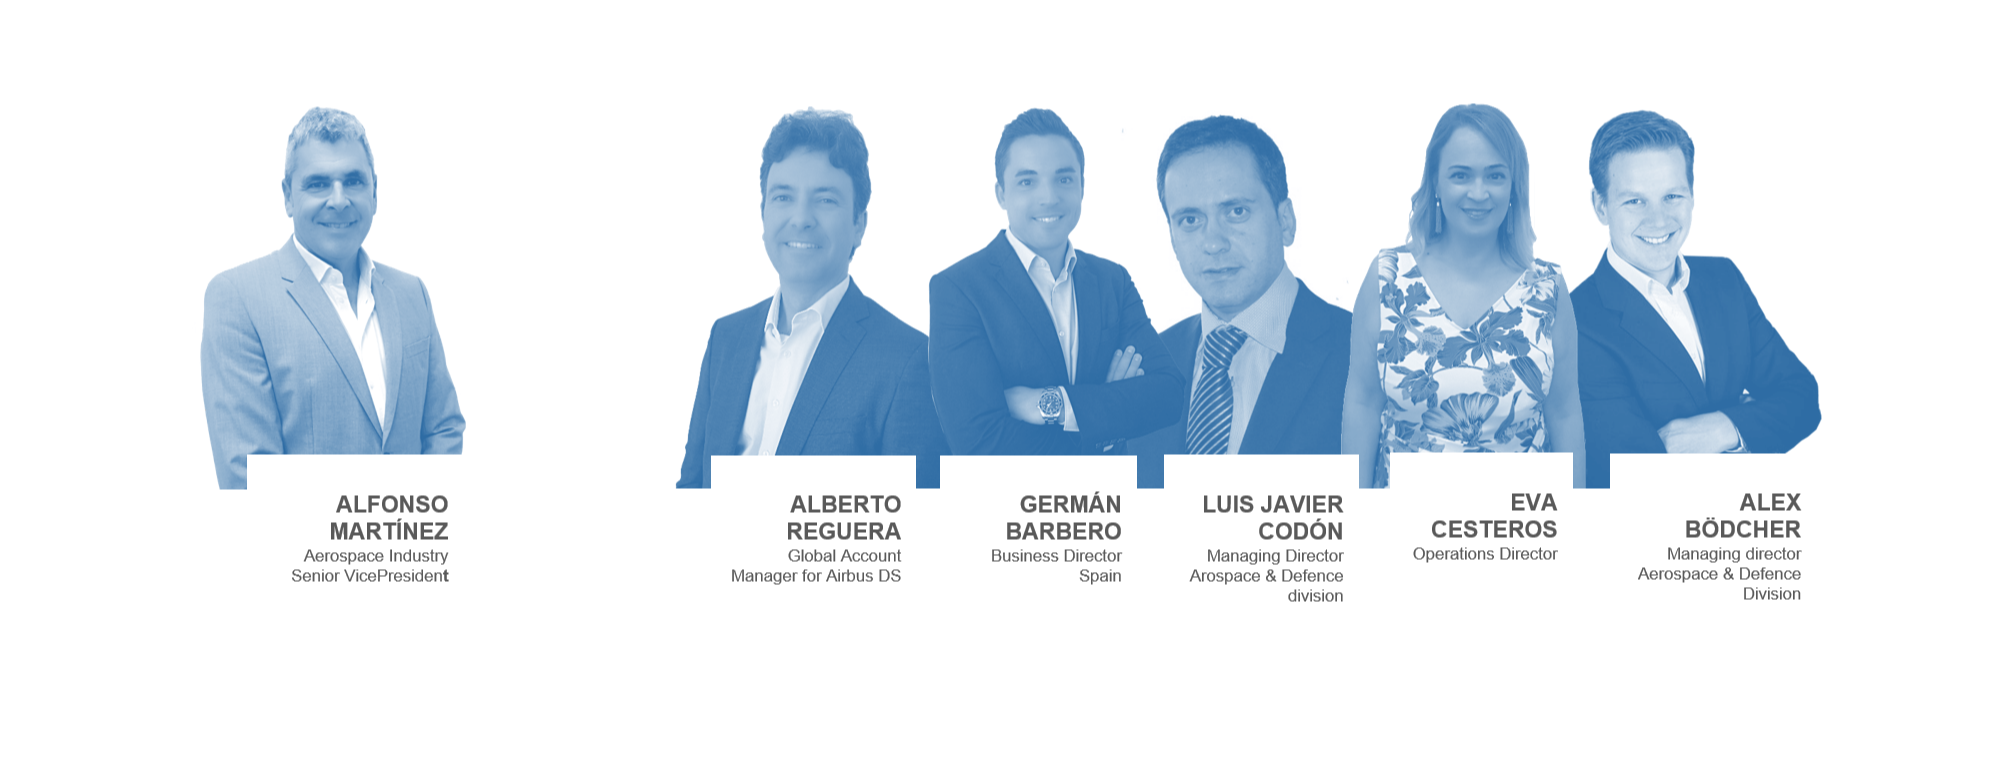 ALFONSO
MARTÍNEZ
Aerospace Industry
Senior VicePresident
ALBERTO
REGUERA
Global Account
Manager for Airbus DS
GERMÁN
BARBERO
Business Director
Spain
LUIS JAVIER
CODÓN
Managing Director
Arospace & Defence
division
EVA
CESTEROS
Operations Director
ALEX
BÖDCHER
Managing director
Aerospace & Defence
Division